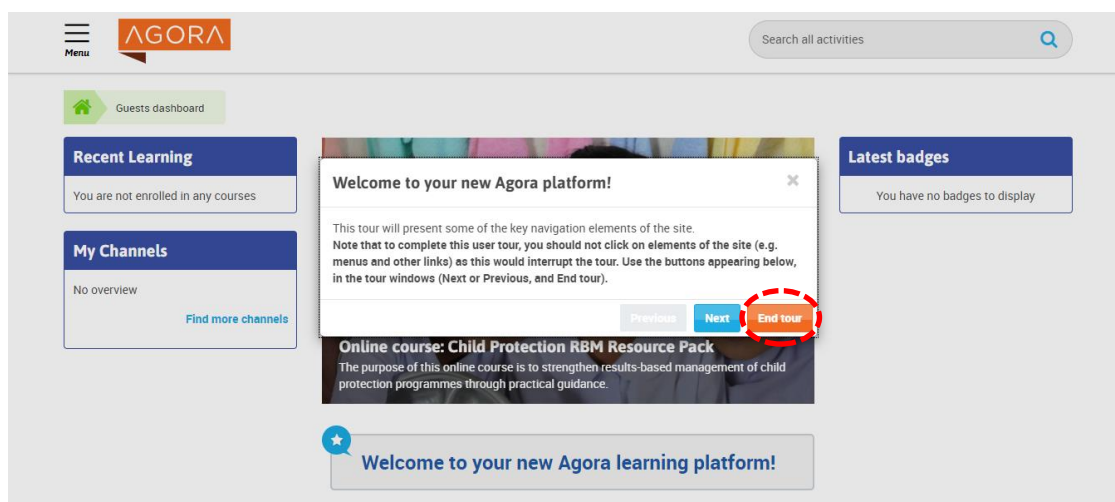 Menu
AGORA
Search all activities
Guests dashboard
Recent Learning
You are not enrolled in any courses
My Channels
No overview
Find more channels
Welcome to your new Agora platform!
This tour will present some of the key navigation elements of the site.
Note that to complete this user tour, you should not click on elements of the site (e.g.
menus and other links) as this would interrupt the tour. Use the buttons appearing below,
in the tour windows (Next or Previous, and End tour).
Previous Next End tour
Online course: Child Protection RBM Resource Pack
The purpose of this online course is to strengthen results-based management of child
protection programmes through practical guidance.
Welcome to your new Agora learning platform!
Latest badges
You have no badges to display